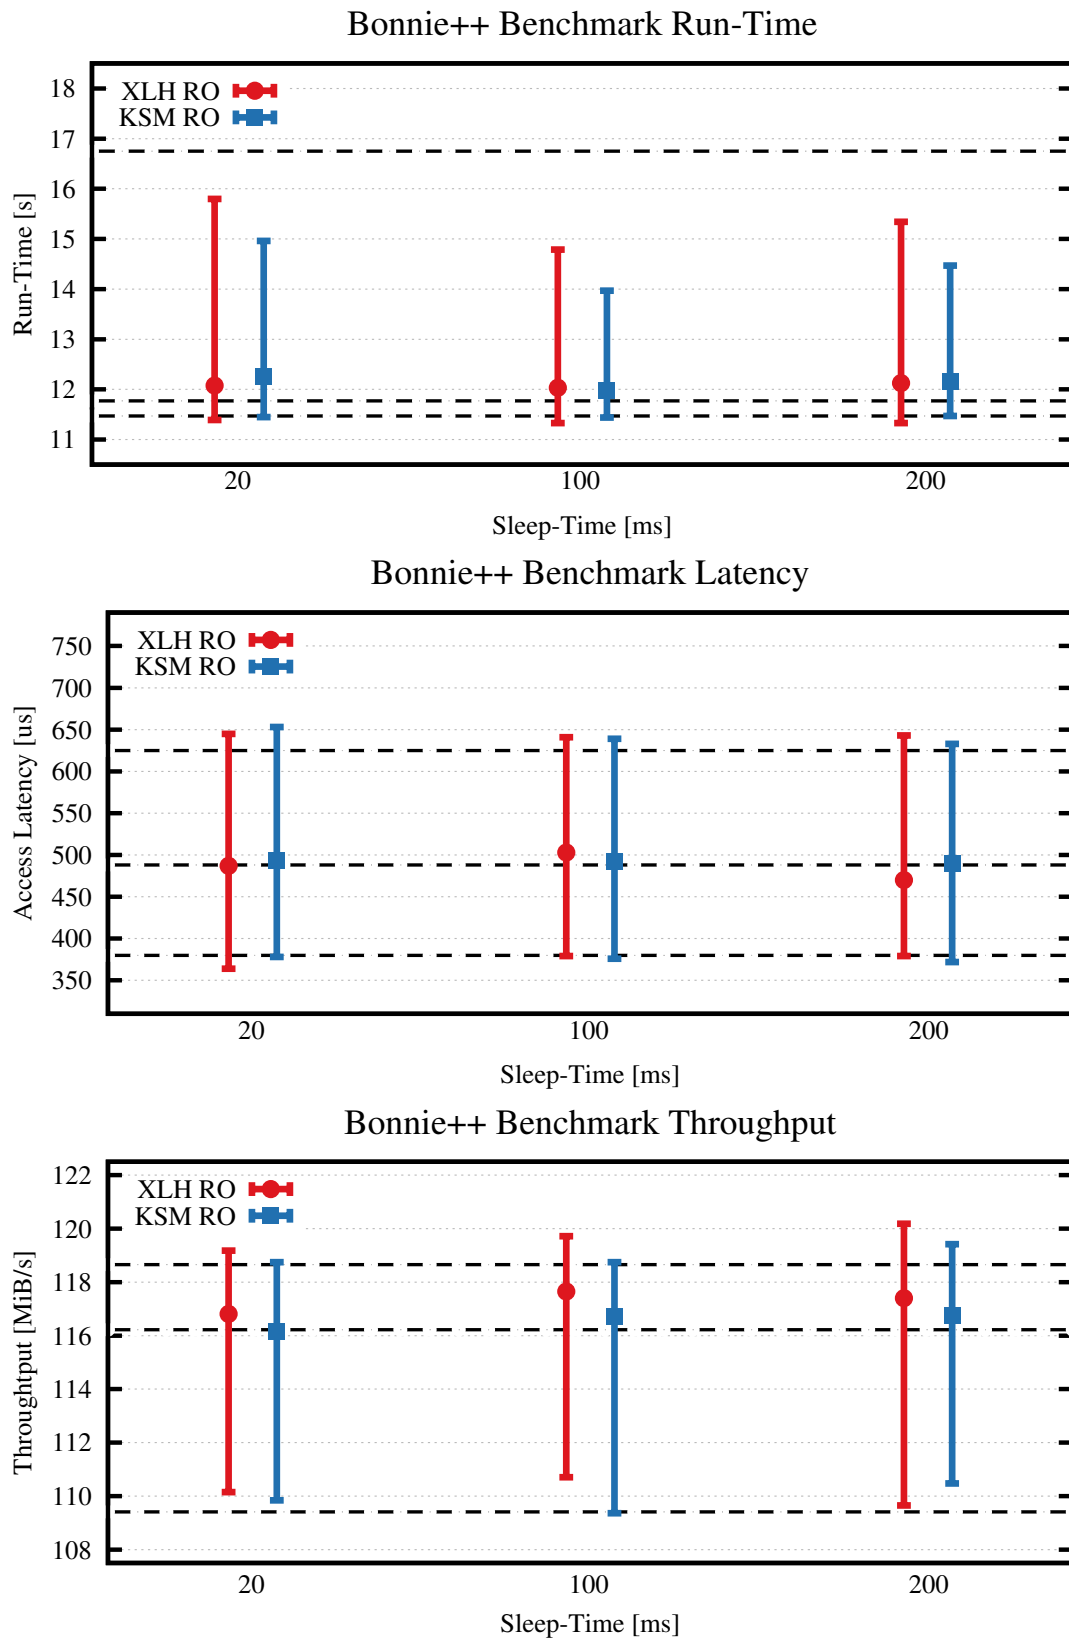 Bonnie++ Benchmark Run-Time
XLH RO
KSM RO
18
17
16
15
14
13
12
11
Run-Time [s]
20 100 200
Sleep-Time [ms]
Bonnie++ Benchmark Latency
XLH RO
KSM RO
750
700
650
600
550
500
450
400
350
Access Latency [us]
20 100 200
Sleep-Time [ms]
Bonnie++ Benchmark Throughput
XLH RO
KSM RO
122
120
118
116
114
112
110
108
Throughtput [MiB/s]
20 100 200
Sleep-Time [ms]